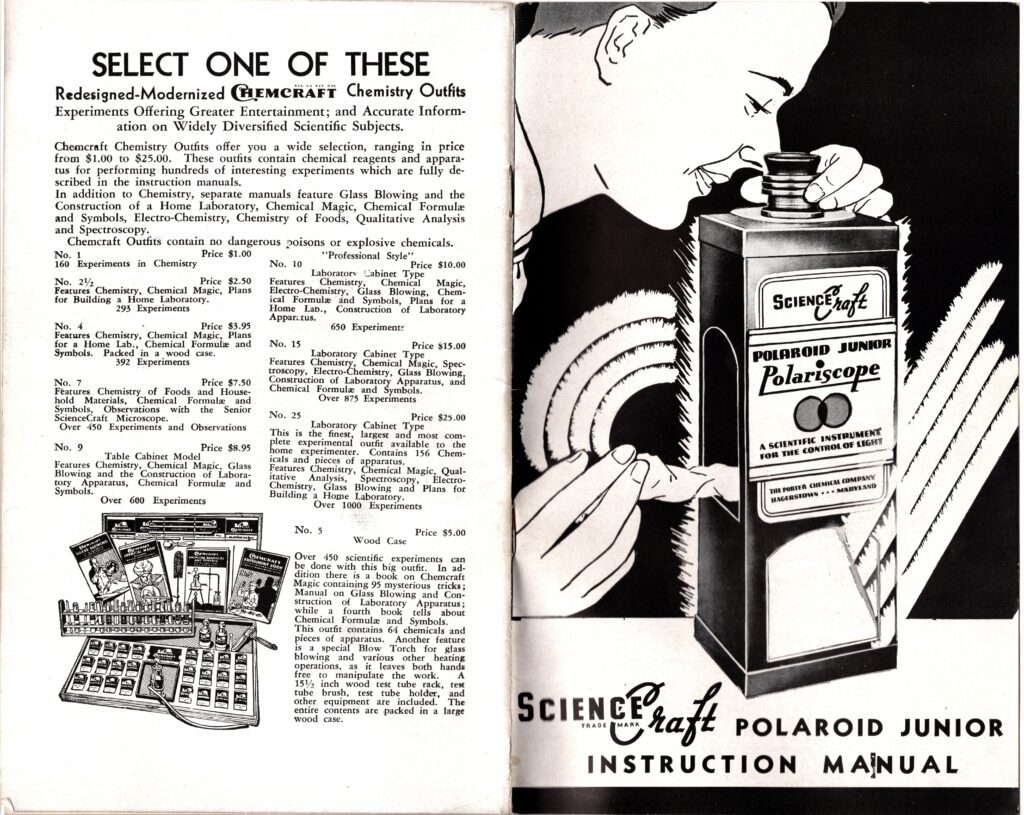 SELECT ONE OF THESE
Redesigned-Modernized CHEMCRAFT Chemistry Outfits
Experiments Offering Greater Entertainment; and Accurate Inform-
ation on Widely Diversified Scientific Subjects.
Chemcraft Chemistry Outfits offer you a wide selection, ranging in price
from $1.00 to $25.00. These outfits contain chemical reagents and appara-
tus for performing hundreds of interesting experiments which are fully de-
scribed in the instruction manuals.
In addition to Chemistry, separate manuals feature Glass Blowing and the
Construction of a Home Laboratory, Chemical Magic, Chemical Formulæ
and Symbols, Electro-Chemistry, Chemistry of Foods, Qualitative Analysis
and Spectroscopy.
Chemcraft Outfits contain no dangerous poisons or explosive chemicals.
No. 1 Price $1.00
160 Experiments in Chemistry
No. 2½ Price $2.50
Features Chemistry, Chemical Magic, Plans
for Building a Home Laboratory.
293 Experiments
No. 4 Price $3.95
Features Chemistry, Chemical Magic, Plans
for a Home Lab., Chemical Formulæ and
Symbols. Packed in a wood case.
392 Experiments
No. 7 Price $7.50
Features Chemistry of Foods and House-
hold Materials, Chemical Formulæ and
Symbols, Observations with the Senior
ScienceCraft Microscope.
Over 450 Experiments and Observations
No. 9 Price $8.95
Table Cabinet Model
Features Chemistry, Chemical Magic, Glass
Blowing and the Construction of Labora-
tory Apparatus, Chemical Formulæ and
Symbols.
Over 600 Experiments
"Professional Style"
No. 10 Price $10.00
Laboratory Cabinet Type
Features Chemistry, Chemical Magic,
Electro-Chemistry, Glass Blowing, Chem-
ical Formulæ and Symbols, Plans for a
Home Lab., Construction of Laboratory
Apparatus.
650 Experiments
No. 15 Price $15.00
Laboratory Cabinet Type
Features Chemistry, Chemical Magic, Spec-
troscopy, Electro-Chemistry, Glass Blowing,
Construction of Laboratory Apparatus, and
Chemical Formulæ and Symbols.
Over 875 Experiments
No. 25 Price $25.00
Laboratory Cabinet Type
This is the finest, largest and most com-
plete experimental outfit available to the
home experimenter. Contains 156 Chem-
icals and pieces of apparatus.
Features Chemistry, Chemical Magic, Qual-
itative Analysis, Spectroscopy, Electro-
Chemistry, Glass Blowing and Plans for
Building a Home Laboratory.
Over 1000 Experiments
No. 5 Price $5.00
Wood Case
Over 450 scientific experiments can
be done with this big outfit. In ad-
dition there is a book on Chemcraft
Magic containing 95 mysterious tricks;
Manual on Glass Blowing and Con-
struction of Laboratory Apparatus;
while a fourth book tells about
Chemical Formulæ and Symbols.
This outfit contains 64 chemicals and
pieces of apparatus. Another feature
is a special Blow Torch for glass
blowing and various other heating
operations, as it leaves both hands
free to manipulate the work. A
15½ inch wood test tube rack, test
tube brush, test tube holder, and
other equipment are included. The
entire contents are packed in a large
wood case.
SCIENCE Craft
POLAROID JUNIOR
Polariscope
A SCIENTIFIC INSTRUMENT
FOR THE CONTROL OF LIGHT
THE PORTER CHEMICAL COMPANY
HAGERSTOWN • • • MARYLAND
SCIENCE Craft POLAROID JUNIOR
TRADE MARK
INSTRUCTION MANUAL